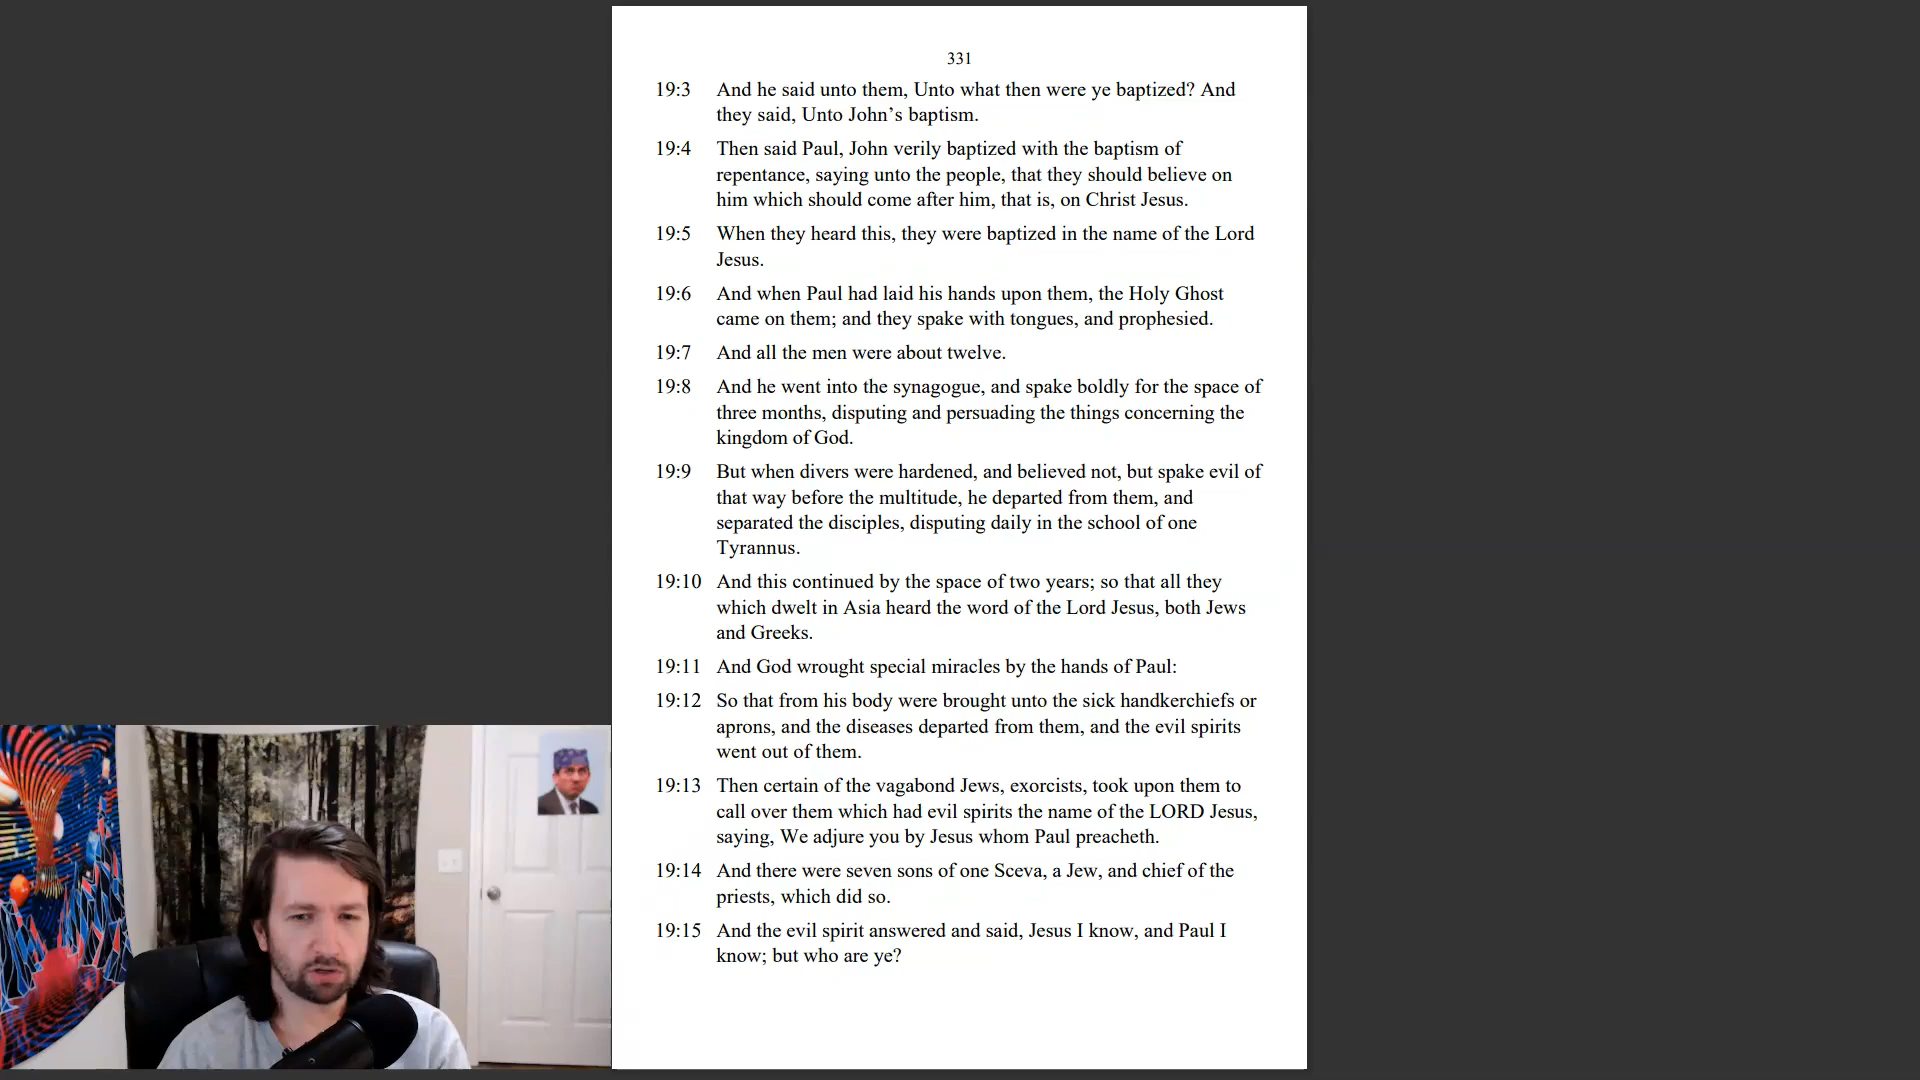 331
19:3 And he said unto them, Unto what then were ye baptized? And
they said, Unto John’s baptism.
19:4 Then said Paul, John verily baptized with the baptism of
repentance, saying unto the people, that they should believe on
him which should come after him, that is, on Christ Jesus.
19:5 When they heard this, they were baptized in the name of the Lord
Jesus.
19:6 And when Paul had laid his hands upon them, the Holy Ghost
came on them; and they spake with tongues, and prophesied.
19:7 And all the men were about twelve.
19:8 And he went into the synagogue, and spake boldly for the space of
three months, disputing and persuading the things concerning the
kingdom of God.
19:9 But when divers were hardened, and believed not, but spake evil of
that way before the multitude, he departed from them, and
separated the disciples, disputing daily in the school of one
Tyrannus.
19:10 And this continued by the space of two years; so that all they
which dwelt in Asia heard the word of the Lord Jesus, both Jews
and Greeks.
19:11 And God wrought special miracles by the hands of Paul:
19:12 So that from his body were brought unto the sick handkerchiefs or
aprons, and the diseases departed from them, and the evil spirits
went out of them.
19:13 Then certain of the vagabond Jews, exorcists, took upon them to
call over them which had evil spirits the name of the LORD Jesus,
saying, We adjure you by Jesus whom Paul preacheth.
19:14 And there were seven sons of one Sceva, a Jew, and chief of the
priests, which did so.
19:15 And the evil spirit answered and said, Jesus I know, and Paul I
know; but who are ye?